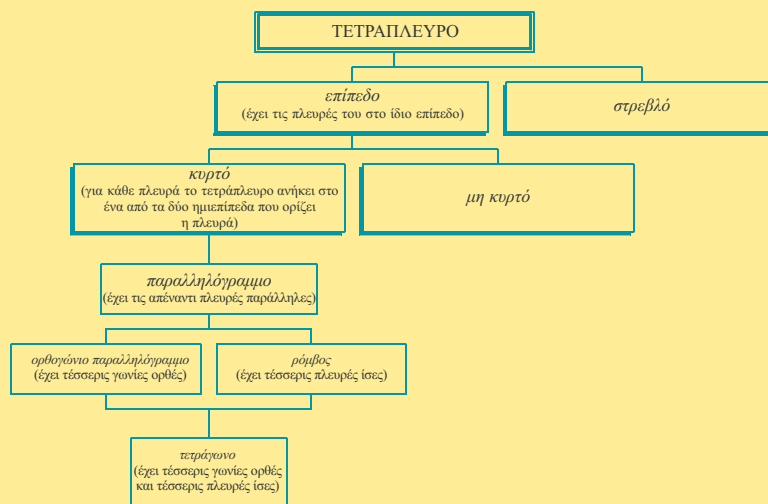 ΤΕΤΡΑΠΛΕΥΡΟ
επίπεδο
(έχει τις πλευρές του στο ίδιο επίπεδο)
στρεβλό
κυρτό
(για κάθε πλευρά το τετράπλευρο ανήκει στο
ένα από τα δύο ημιεπίπεδα που ορίζει
η πλευρά)
μη κυρτό
παραλληλόγραμμο
(έχει τις απέναντι πλευρές παράλληλες)
ορθογώνιο παραλληλόγραμμο
(έχει τέσσερις γωνίες ορθές)
ρόμβος
(έχει τέσσερις πλευρές ίσες)
τετράγωνο
(έχει τέσσερις γωνίες ορθές
και τέσσερις πλευρές ίσες)